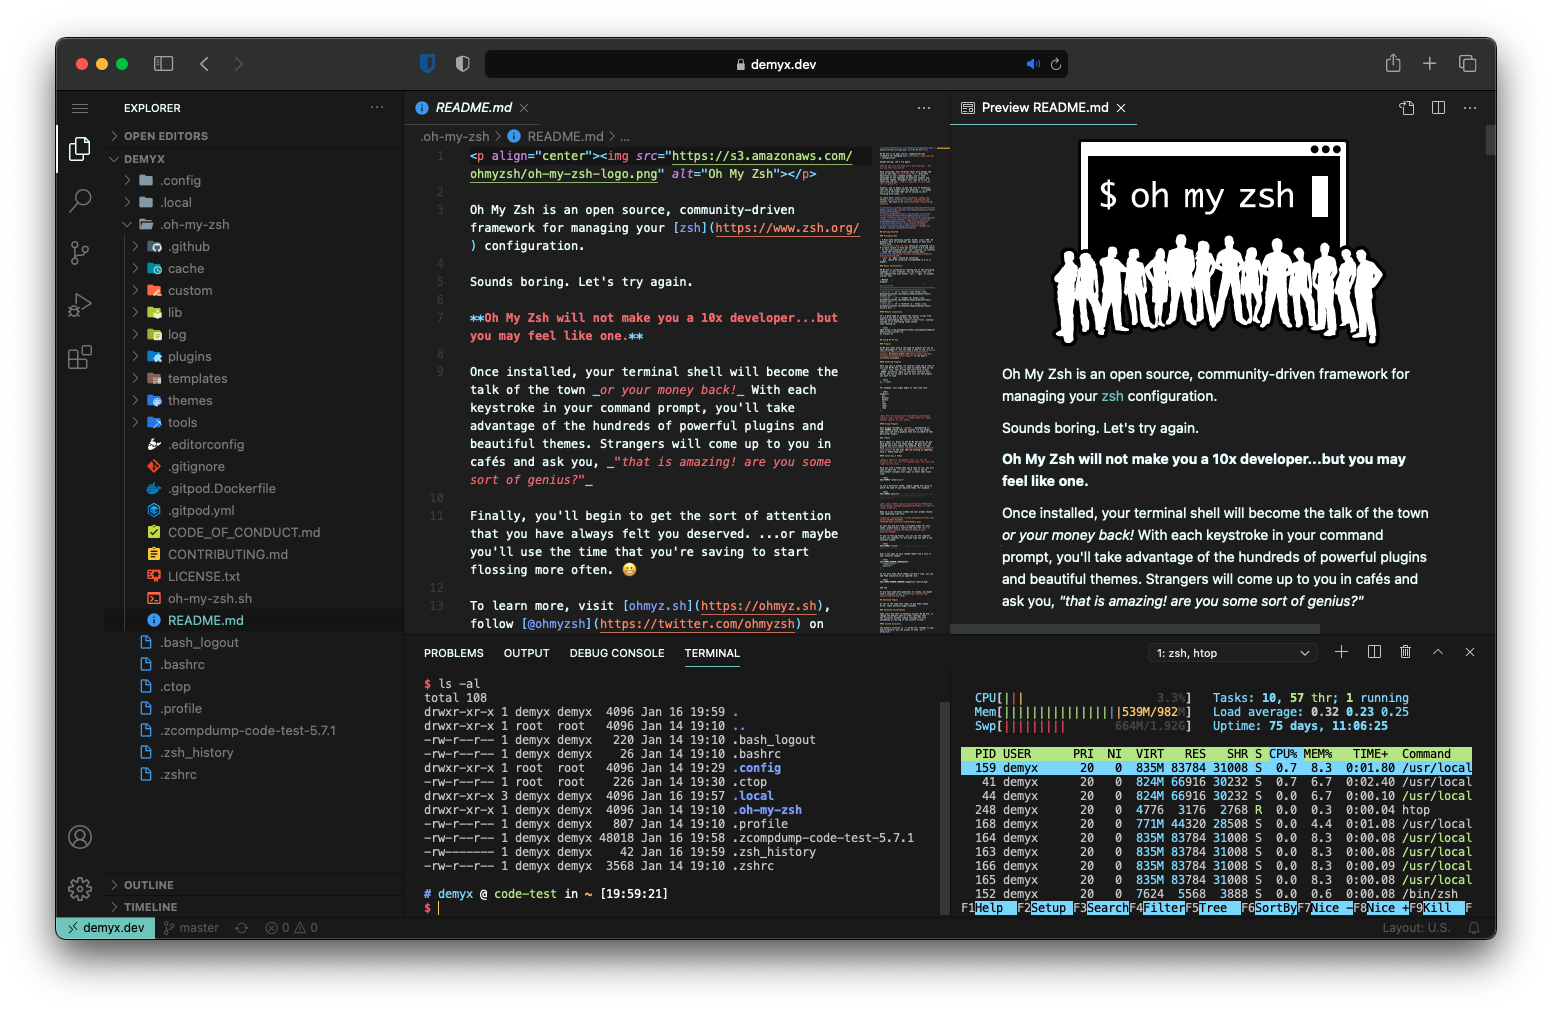 demyx.dev
EXPLORER
OPEN EDITORS
DEMYX
.config
.local
.oh-my-zsh
.github
cache
custom
lib
log
plugins
templates
themes
tools
.editorconfig
.gitignore
.gitpod.Dockerfile
.gitpod.yml
CODE_OF_CONDUCT.md
CONTRIBUTING.md
LICENSE.txt
oh-my-zsh.sh
README.md
.bash_logout
.bashrc
.ctop
.profile
.zcompdump-code-test-5.7.1
.zsh_history
.zshrc
OUTLINE
TIMELINE
README.md
.oh-my-zsh > README.md > ...
1 <p align="center"><img src="https://s3.amazonaws.com/
ohmyzsh/oh-my-zsh-logo.png" alt="Oh My Zsh"></p>
2
3 Oh My Zsh is an open source, community-driven
framework for managing your [zsh](https://www.zsh.org/
) configuration.
4
5 Sounds boring. Let's try again.
6
7 **Oh My Zsh will not make you a 10x developer...but
you may feel like one.**
8
9 Once installed, your terminal shell will become the
talk of the town _or your money back!_ With each
keystroke in your command prompt, you'll take
advantage of the hundreds of powerful plugins and
beautiful themes. Strangers will come up to you in
cafés and ask you, _"that is amazing! are you some
sort of genius?"_
10
11 Finally, you'll begin to get the sort of attention
that you have always felt you deserved. ...or maybe
you'll use the time that you're saving to start
flossing more often. 😬
12
13 To learn more, visit [ohmyz.sh](https://ohmyz.sh),
follow [@ohmyzsh](https://twitter.com/ohmyzsh) on
Preview README.md
$ oh my zsh
Oh My Zsh is an open source, community-driven framework for
managing your zsh configuration.
Sounds boring. Let's try again.
Oh My Zsh will not make you a 10x developer...but you may
feel like one.
Once installed, your terminal shell will become the talk of the town
or your money back! With each keystroke in your command
prompt, you'll take advantage of the hundreds of powerful plugins
and beautiful themes. Strangers will come up to you in cafés and
ask you, "that is amazing! are you some sort of genius?"
PROBLEMS OUTPUT DEBUG CONSOLE TERMINAL
1: zsh, htop
$ ls -al
total 108
drwxr-xr-x 1 demyx demyx 4096 Jan 16 19:59 .
drwxr-xr-x 1 root root 4096 Jan 14 19:10 ..
-rw-r--r-- 1 demyx demyx 220 Jan 14 19:10 .bash_logout
-rw-r--r-- 1 demyx demyx 26 Jan 14 19:10 .bashrc
drwxr-xr-x 1 root root 4096 Jan 14 19:29 .config
-rw-r--r-- 1 root root 226 Jan 14 19:30 .ctop
drwxr-xr-x 3 demyx demyx 4096 Jan 16 19:57 .local
drwxr-xr-x 1 demyx demyx 4096 Jan 14 19:10 .oh-my-zsh
-rw-r--r-- 1 demyx demyx 807 Jan 14 19:10 .profile
-rw-r--r-- 1 demyx demyx 48018 Jan 16 19:58 .zcompdump-code-test-5.7.1
-rw------- 1 demyx demyx 42 Jan 16 19:59 .zsh_history
-rw-r--r-- 1 demyx demyx 3568 Jan 14 19:10 .zshrc
# demyx @ code-test in ~ [19:59:21]
$
CPU[||| 3.3%] Tasks: 10, 57 thr; 1 running
Mem[|||||||||||||||||539M/982M] Load average: 0.32 0.23 0.25
Swp[||||||||| 664M/1.92G] Uptime: 75 days, 11:06:25
PID USER PRI NI VIRT RES SHR S CPU% MEM% TIME+ Command
159 demyx 20 0 835M 83784 31008 S 0.7 8.3 0:01.80 /usr/local
41 demyx 20 0 824M 66916 30232 S 0.7 6.7 0:02.40 /usr/local
44 demyx 20 0 824M 66916 30232 S 0.0 6.7 0:00.10 /usr/local
248 demyx 20 0 4776 3176 2768 R 0.0 0.3 0:00.04 htop
168 demyx 20 0 771M 44320 28508 S 0.0 4.4 0:01.08 /usr/local
164 demyx 20 0 835M 83784 31008 S 0.0 8.3 0:00.08 /usr/local
163 demyx 20 0 835M 83784 31008 S 0.0 8.3 0:00.08 /usr/local
166 demyx 20 0 835M 83784 31008 S 0.0 8.3 0:00.09 /usr/local
165 demyx 20 0 835M 83784 31008 S 0.0 8.3 0:00.08 /usr/local
152 demyx 20 0 7624 5568 3888 S 0.0 0.6 0:00.08 /bin/zsh
F1Help F2Setup F3SearchF4FilterF5Tree F6SortByF7Nice -F8Nice +F9Kill F
demyx.dev master 0 0
Layout: U.S.